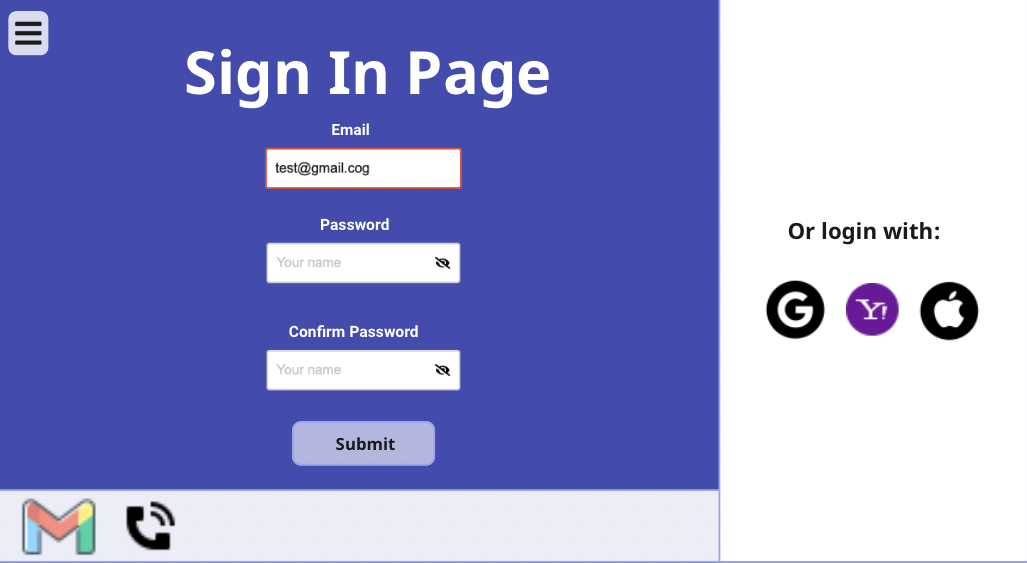 Sign In Page
Email
test@gmail.cog
Password
Your name
Confirm Password
Your name
Submit
Or login with:
G
Y!